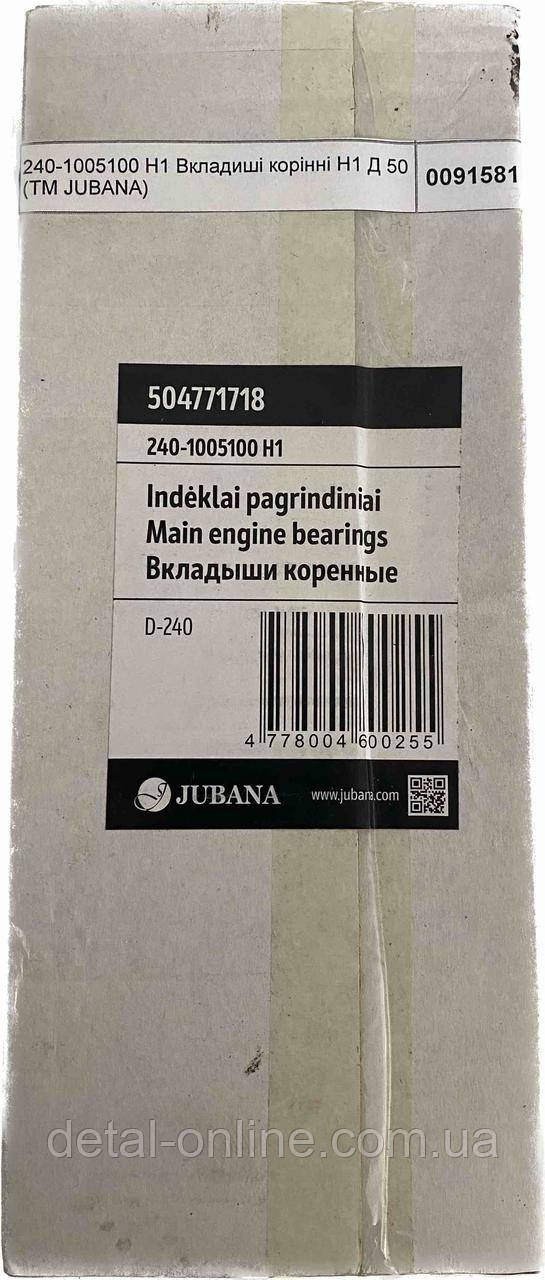 240-1005100 Н1 Вкладиші корінні Н1 Д 50
(ТМ JUBANA)
0091581
504771718
240-1005100 H1
Indėklai pagrindiniai
Main engine bearings
Вкладыши коренные
D-240
4 778004 600255
JUBANA
www.jubana.com
detal-online.com.ua